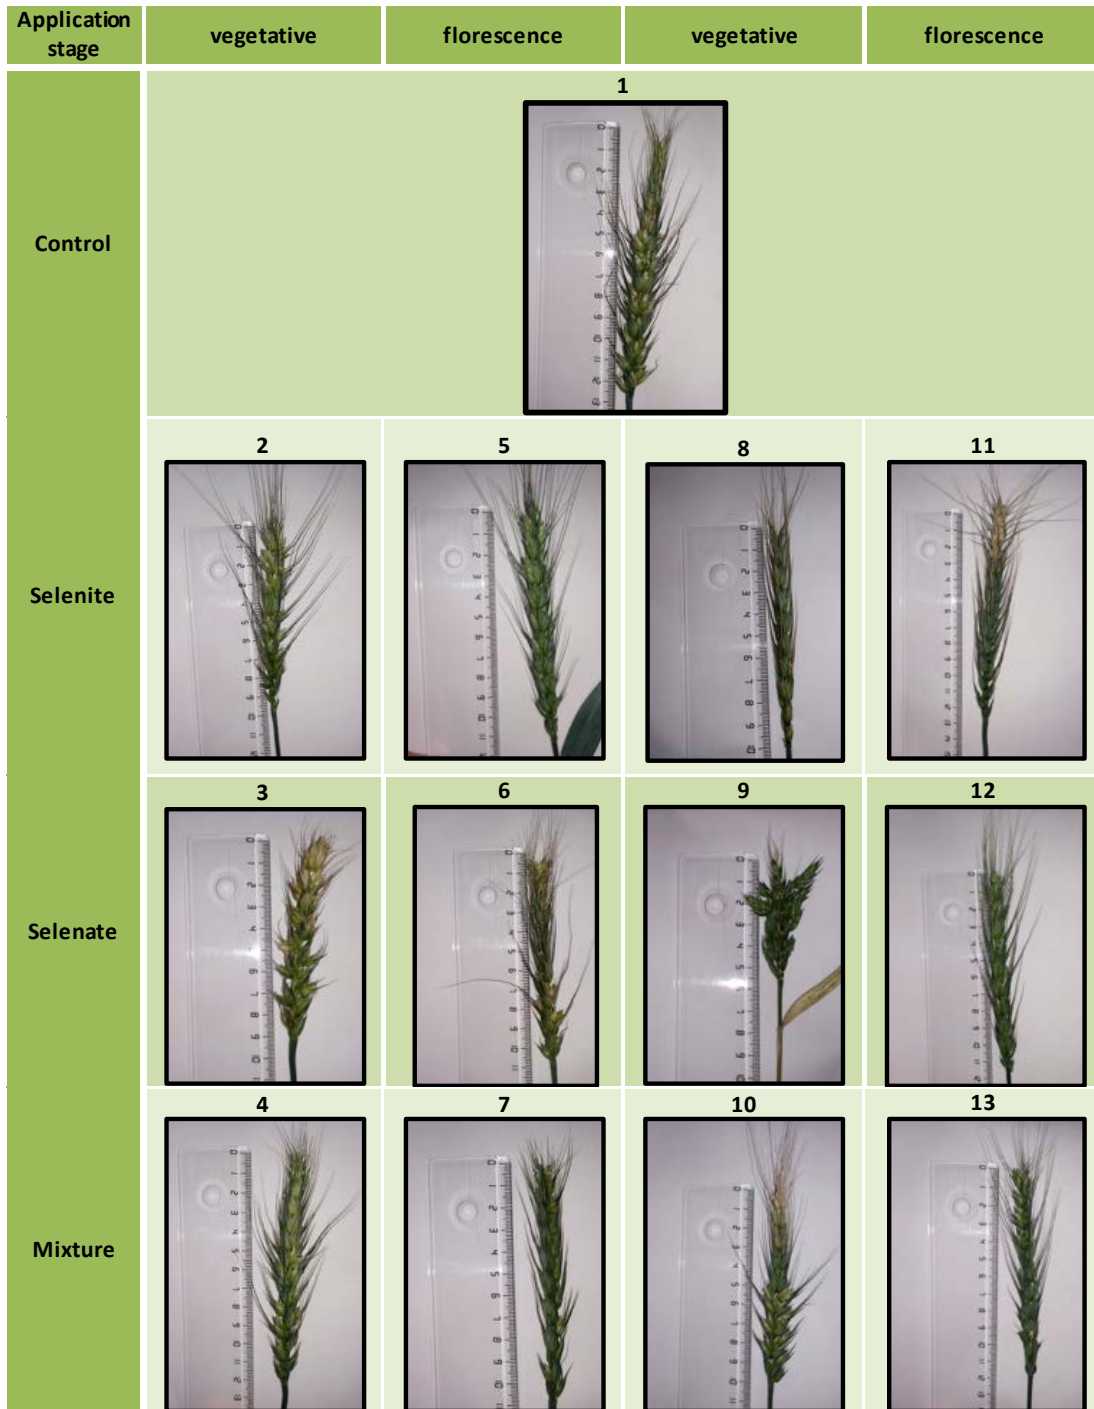 Application stage
vegetative
florescence
vegetative
florescence
Control
1
Selenite
2
5
8
11
Selenate
3
6
9
12
Mixture
4
7
10
13